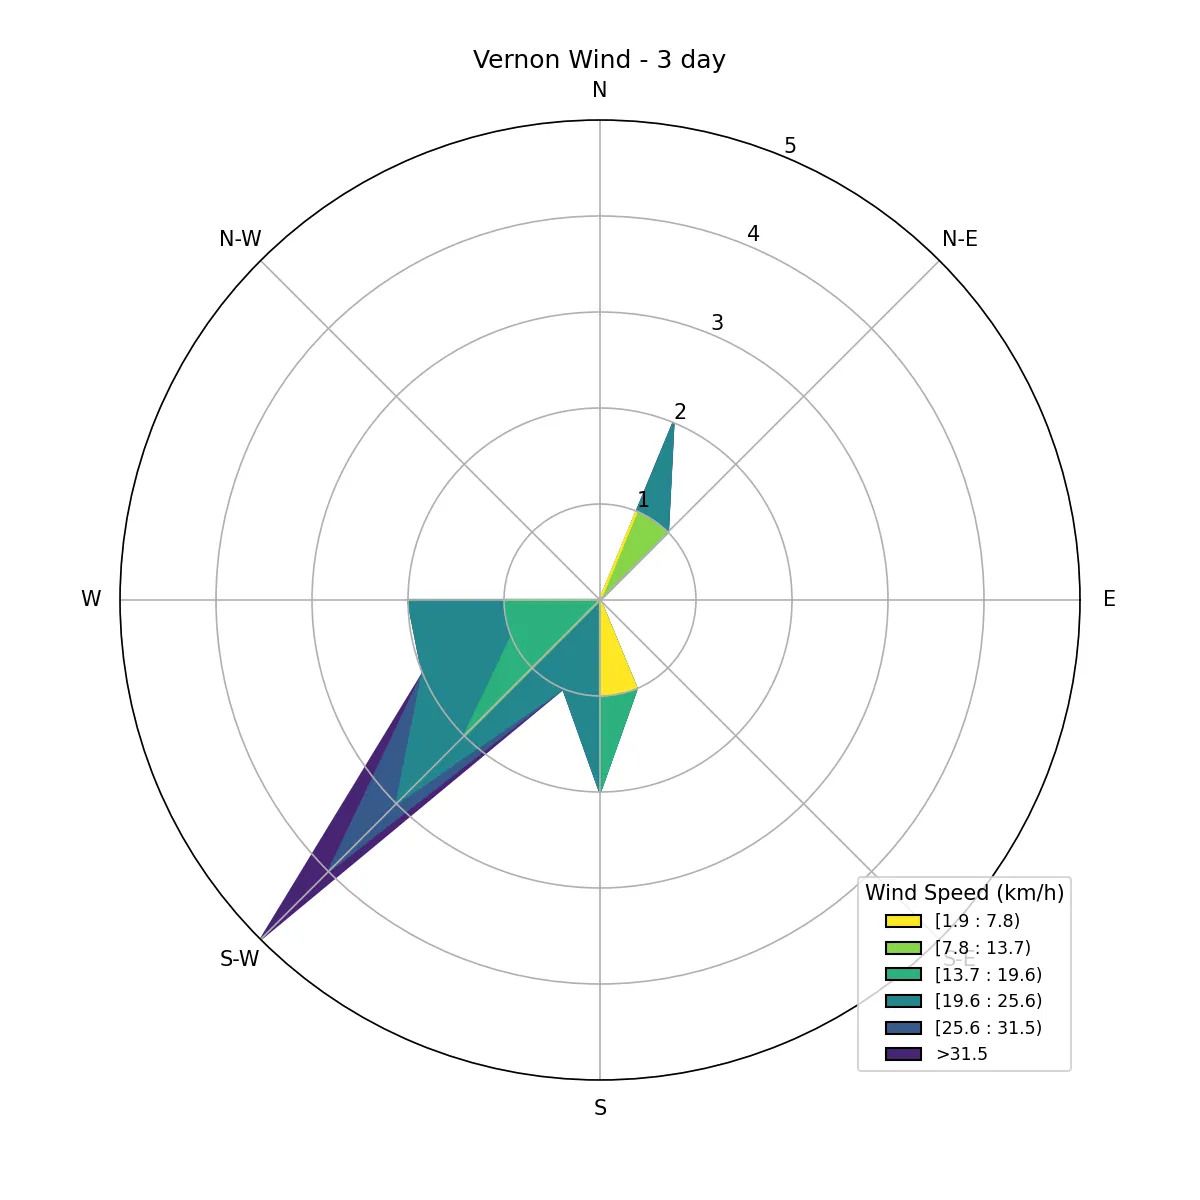 Vernon Wind - 3 day
N
5
N-W
N-E
4
3
2
1
W
E
Wind Speed (km/h)
[1.9 : 7.8)
[7.8 : 13.7)
S-W
S-E
[13.7 : 19.6)
[19.6 : 25.6)
[25.6 : 31.5)
>31.5
S